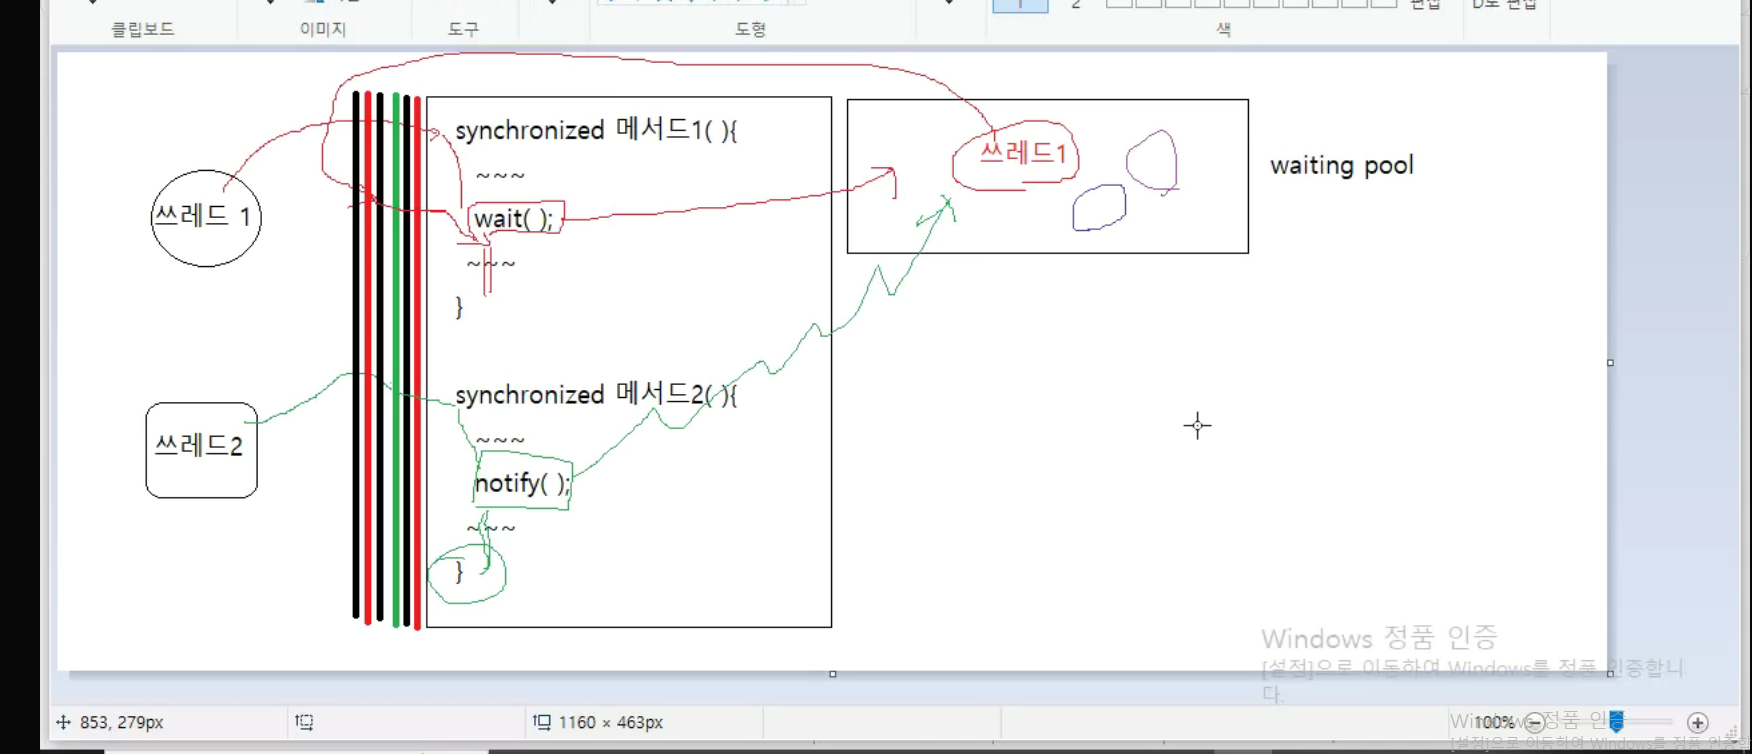 클립보드
이미지
도구
도형
색
synchronized 메서드1( ){
~~~
wait( );
~~~
}
쓰레드 1
쓰레드1
waiting pool
synchronized 메서드2( ){
~~~
notify( );
~~~
}
쓰레드2
Windows 정품 인증
[설정]으로 이동하여 Windows를 정품 인증합니
다.
853, 279px
1160 × 463px
100%